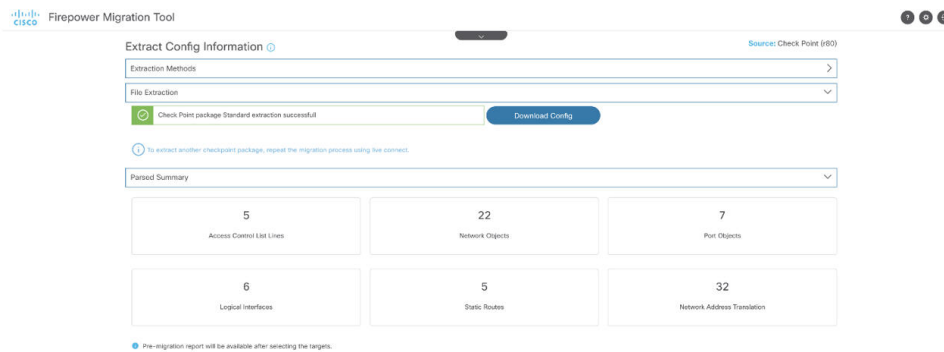 CISCO
Firepower Migration Tool
Extract Config Information
Source: Check Point (r80)
Extraction Methods
File Extraction
Check Point package Standard extraction successfull
Download Config
To extract another checkpoint package, repeat the migration process using live connect.
Parsed Summary
5
Access Control List Lines
22
Network Objects
7
Port Objects
6
Logical Interfaces
5
Static Routes
32
Network Address Translation
Pre-migration report will be available after selecting the targets.